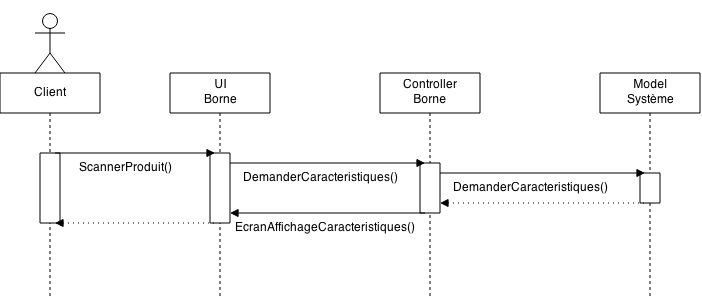 Client
UI
Borne
Controller
Borne
Model
Système
ScannerProduit()
DemanderCaracteristiques()
DemanderCaracteristiques()
EcranAffichageCaracteristiques()